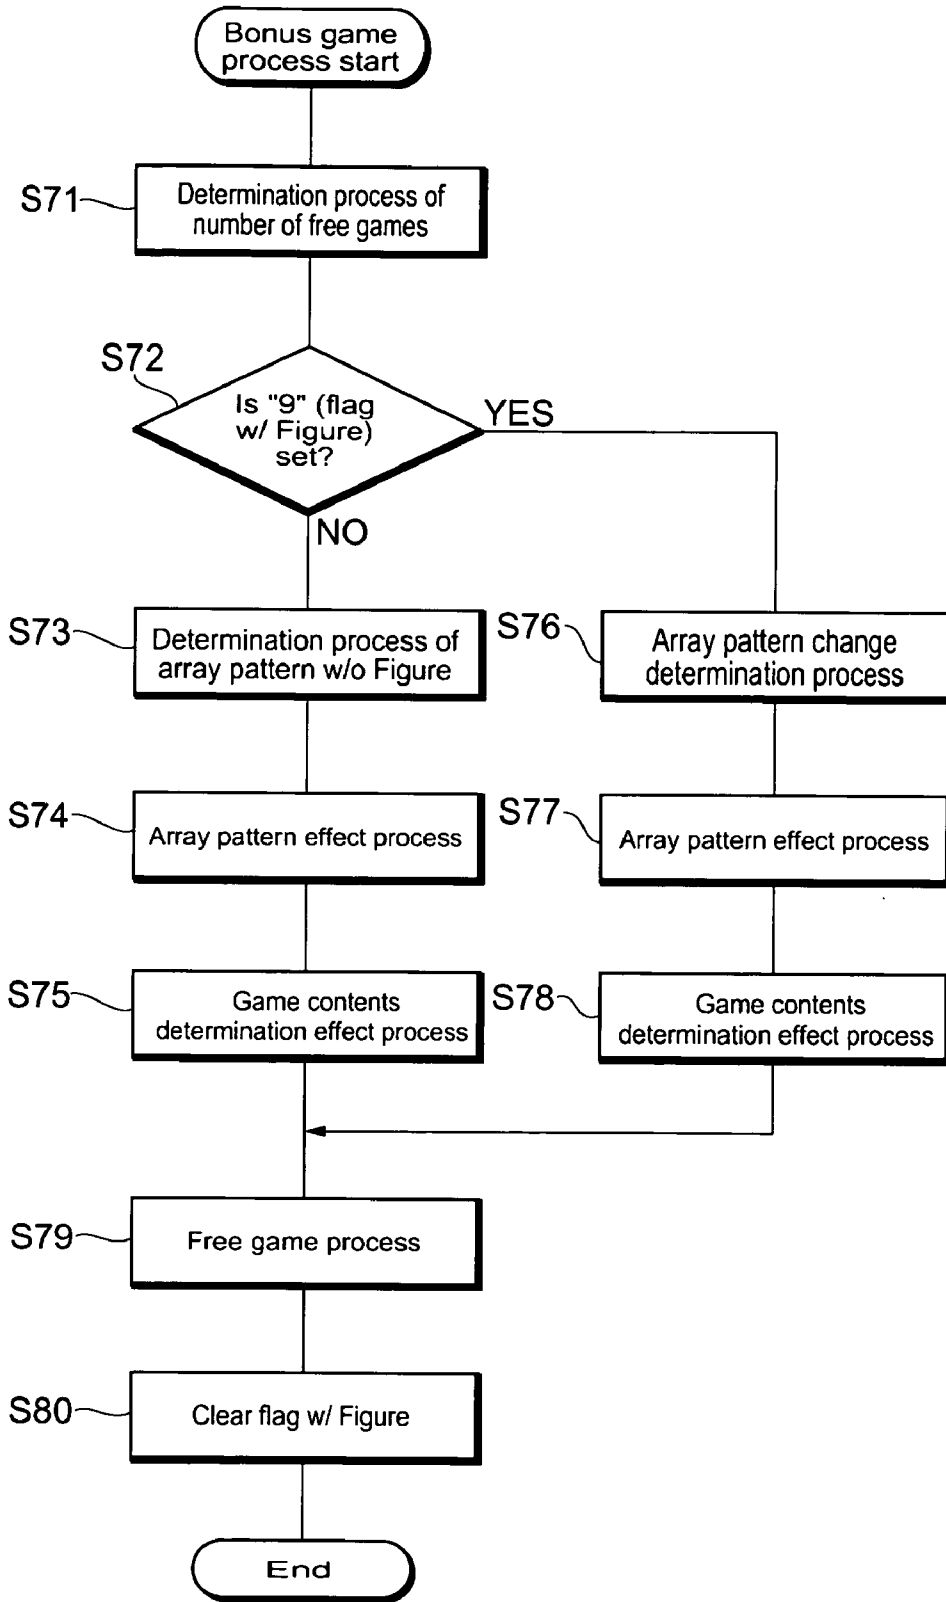 Bonus game
process start
S71
Determination process of
number of free games
S72
Is "9" (flag
w/ Figure)
set?
YES
NO
S73
Determination process of
array pattern w/o Figure
S76
Array pattern change
determination process
S74
Array pattern effect process
S77
Array pattern effect process
S75
Game contents
determination effect process
S78
Game contents
determination effect process
S79
Free game process
S80
Clear flag w/ Figure
End